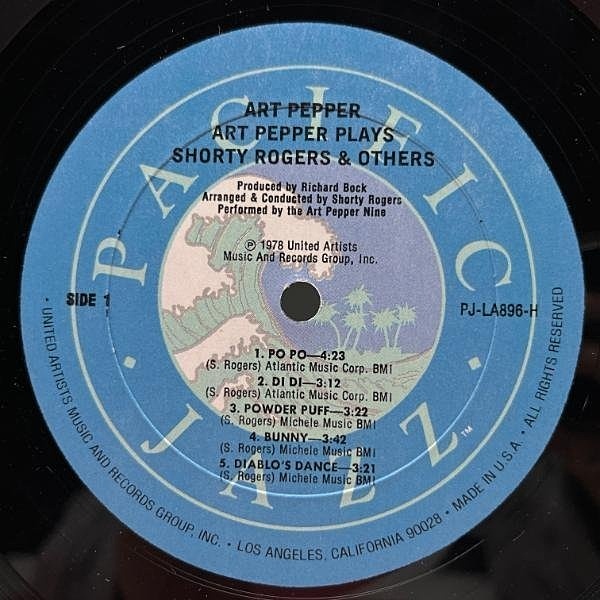 PACIFIC
ART PEPPER
ART PEPPER PLAYS
SHORTY ROGERS & OTHERS
Produced by Richard Bock
Arranged & Conducted by Shorty Rogers
Performed by the Art Pepper Nine
℗ 1978 United Artists
Music And Records Group, Inc.
SIDE 1
PJ-LA896-H
1. PO PO—4:23
(S. Rogers) Atlantic Music Corp. BMI
2. DI DI—3:12
(S. Rogers) Atlantic Music Corp. BMI
3. POWDER PUFF—3:22
(S. Rogers) Michele Music BMI
4. BUNNY—3:42
(S. Rogers) Michele Music BMI
5. DIABLO'S DANCE—3:21
(S. Rogers) Michele Music BMI
• JAZZ • ™
• UNITED ARTISTS MUSIC AND RECORDS GROUP, INC. • LOS ANGELES, CALIFORNIA 90028 • MADE IN U.S.A. • ALL RIGHTS RESERVED